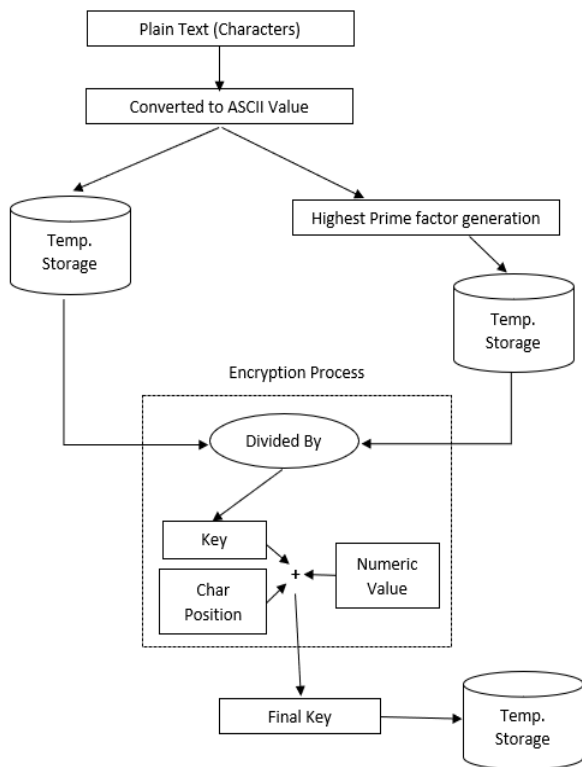 Plain Text (Characters)
Converted to ASCII Value
Temp.
Storage
Highest Prime factor generation
Temp.
Storage
Encryption Process
Divided By
Key
Char
Position
+
Numeric
Value
Final Key
Temp.
Storage